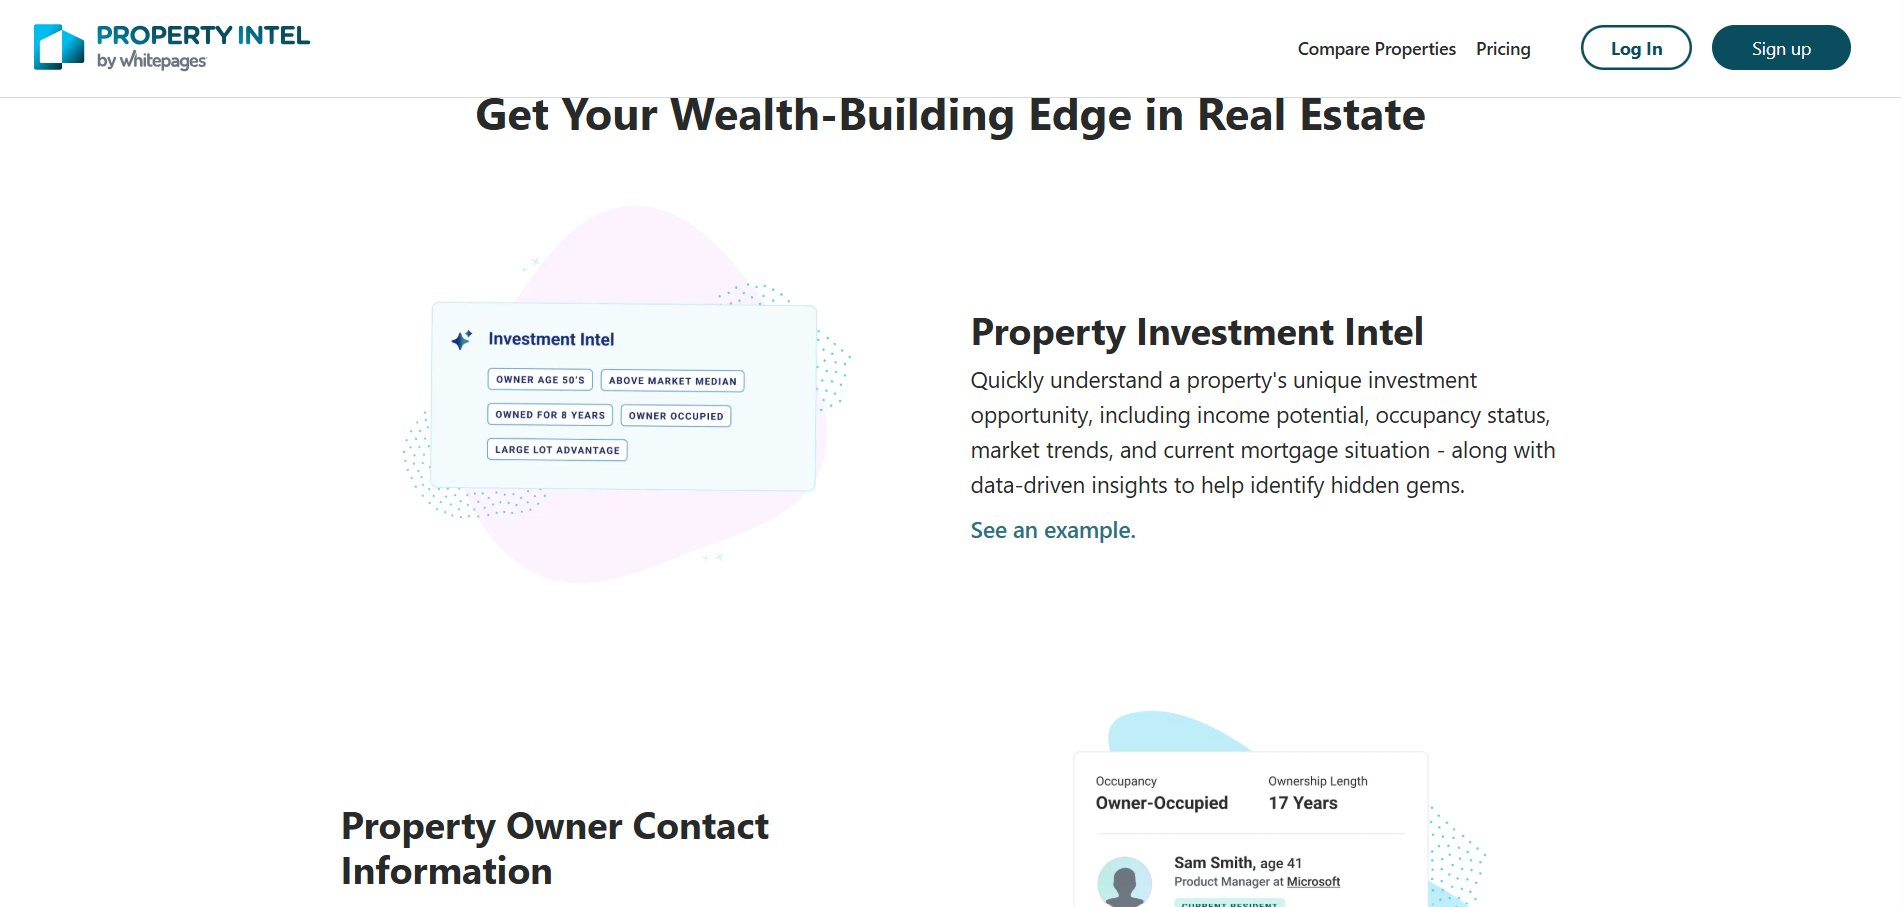 PROPERTY INTEL
by whitepages
Compare Properties
Pricing
Log In
Sign up
Get Your Wealth-Building Edge in Real Estate
Investment Intel
OWNER AGE 50'S
ABOVE MARKET MEDIAN
OWNED FOR 8 YEARS
OWNER OCCUPIED
LARGE LOT ADVANTAGE
Property Investment Intel
Quickly understand a property's unique investment
opportunity, including income potential, occupancy status,
market trends, and current mortgage situation - along with
data-driven insights to help identify hidden gems.
See an example.
Property Owner Contact
Information
Occupancy
Owner-Occupied
Ownership Length
17 Years
Sam Smith, age 41
Product Manager at Microsoft
CURRENT RESIDENT